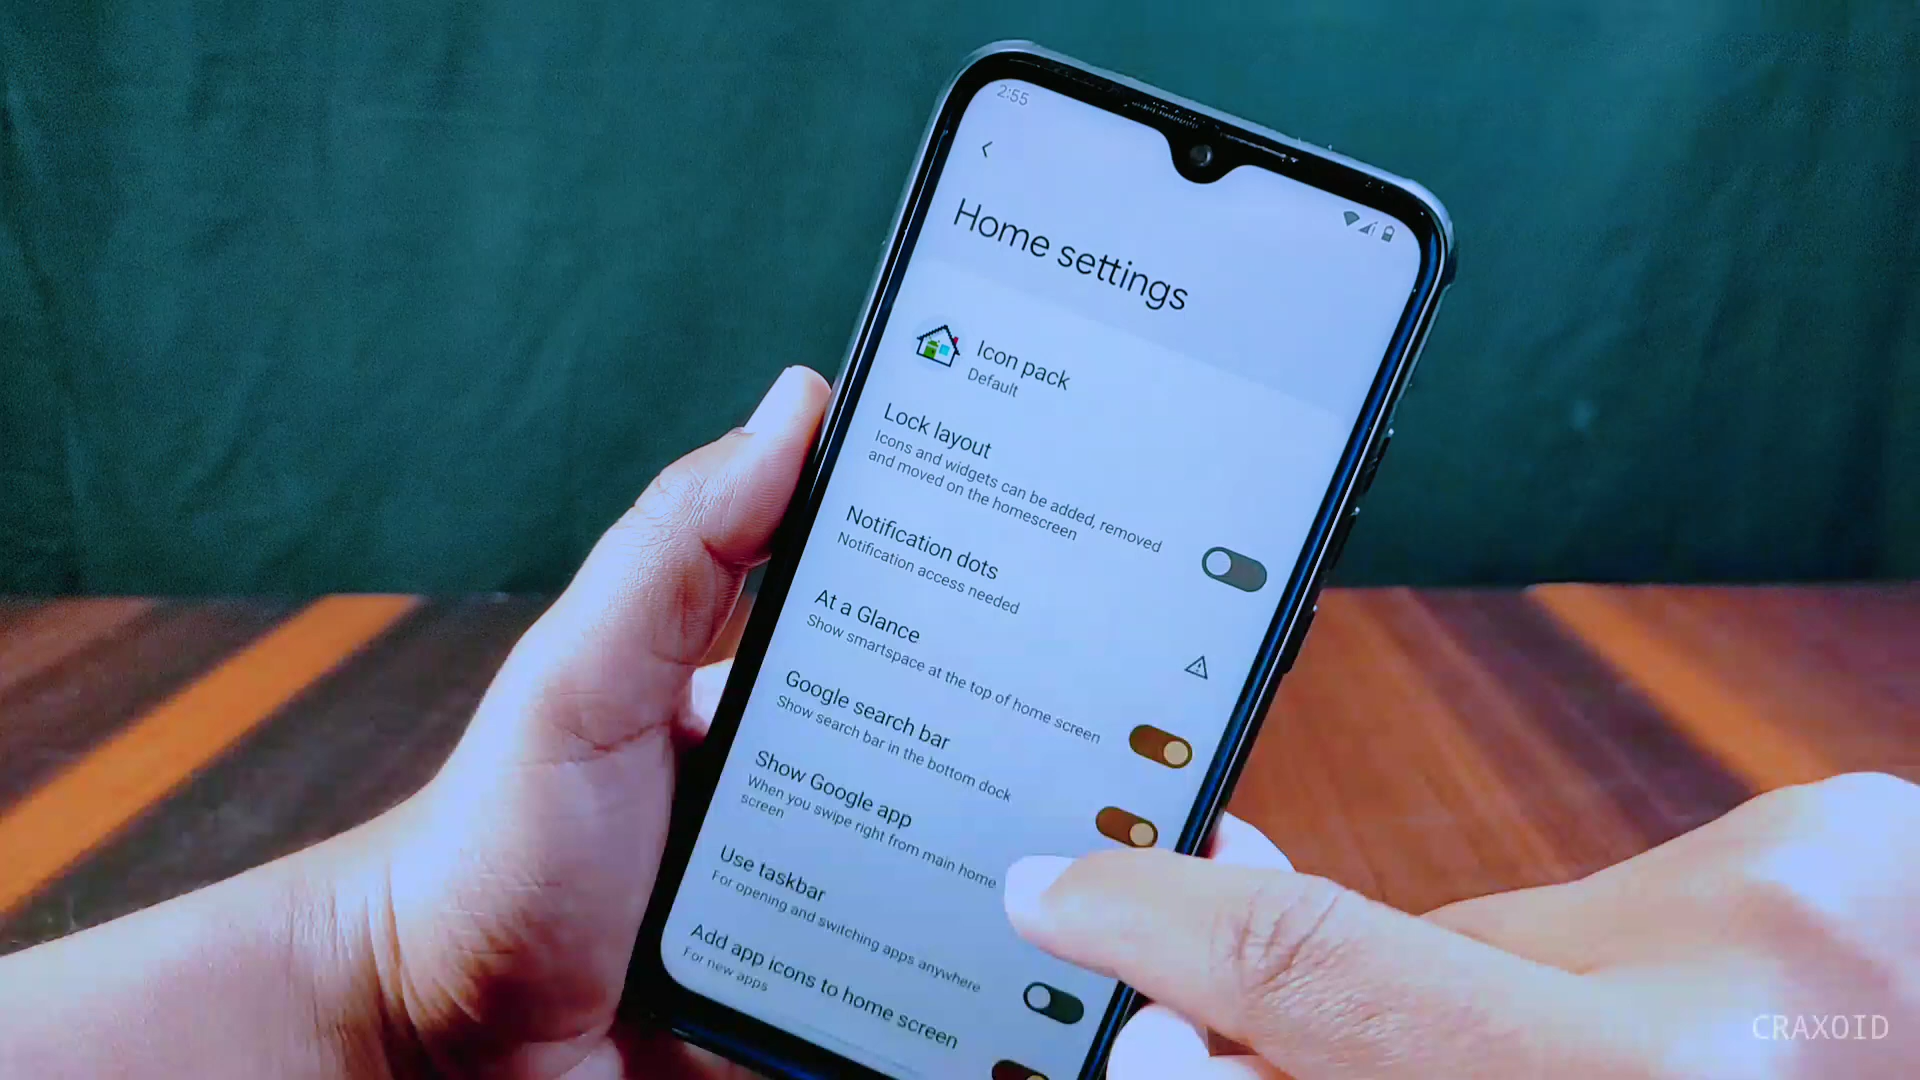 2:55
Home settings
Icon pack
Default
Lock layout
Icons and widgets can be added, removed
and moved on the homescreen
Notification dots
Notification access needed
At a Glance
Show smartspace at the top of home screen
Google search bar
Show search bar in the bottom dock
Show Google app
When you swipe right from main home
screen
Use taskbar
For opening and switching apps anywhere
Add app icons to home screen
For new apps
CRAXOID